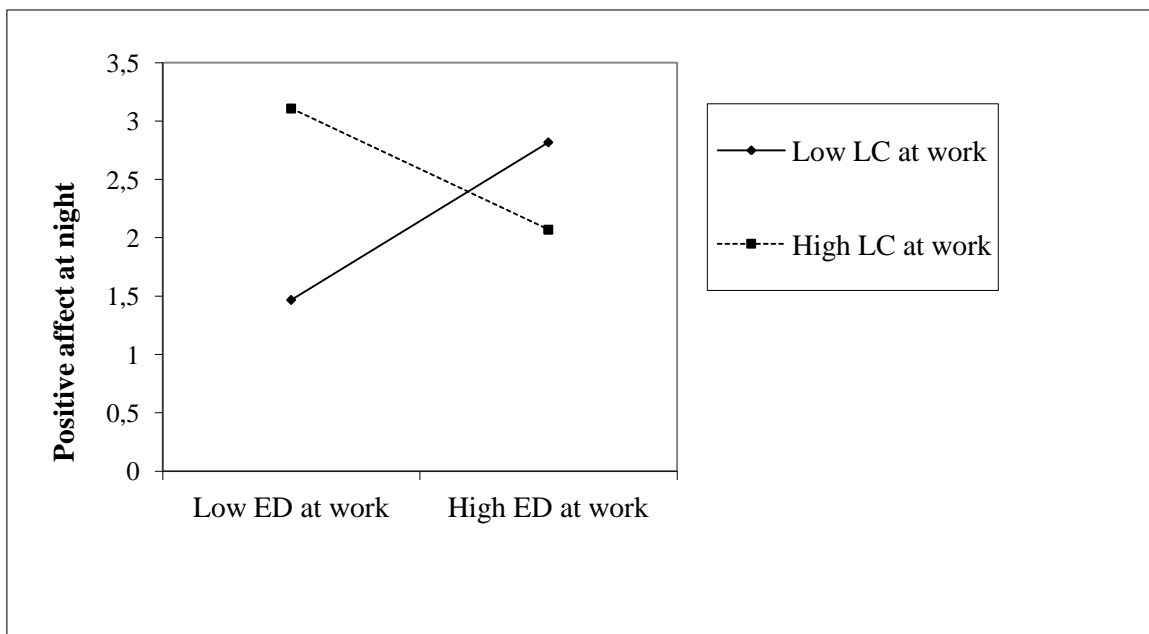 3,5
3
2,5
2
1,5
1
0,5
0
Positive affect at night
Low ED at work
High ED at work
Low LC at work
High LC at work